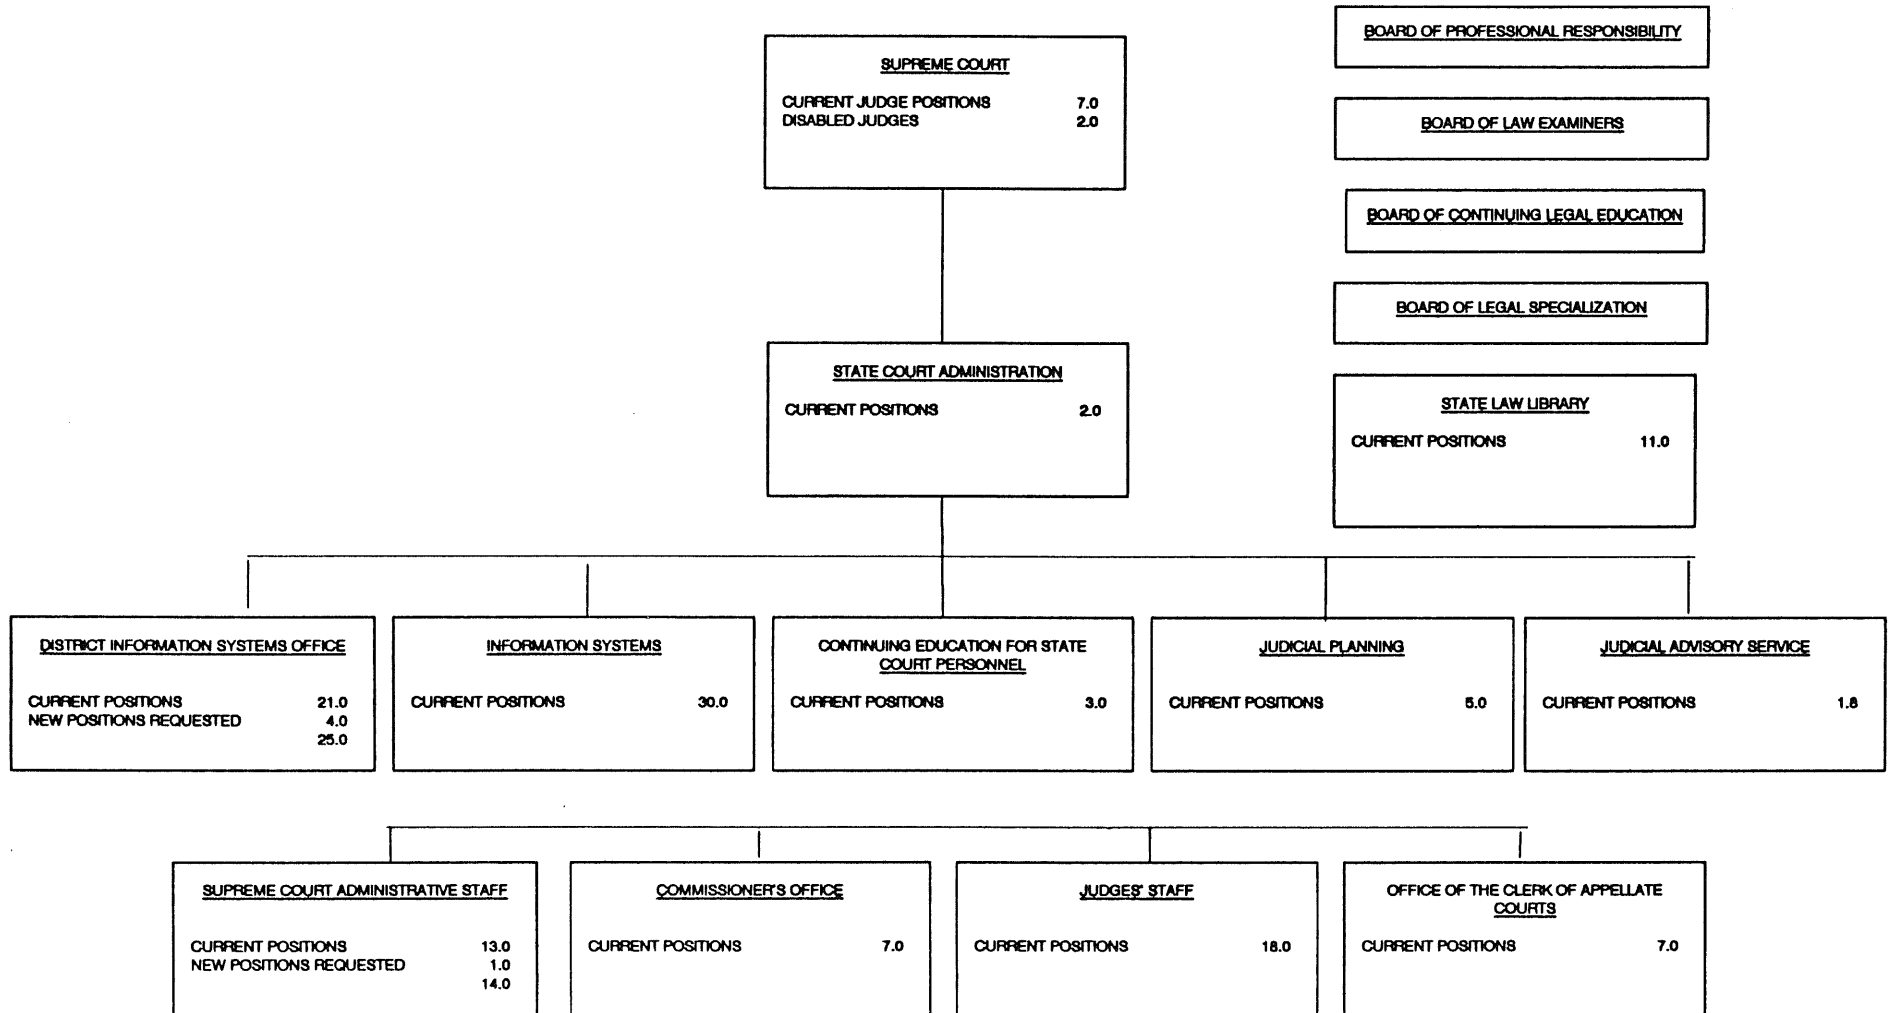 SUPREME COURT
CURRENT JUDGE POSITIONS 7.0
DISABLED JUDGES 2.0
BOARD OF PROFESSIONAL RESPONSIBILITY
BOARD OF LAW EXAMINERS
BOARD OF CONTINUING LEGAL EDUCATION
BOARD OF LEGAL SPECIALIZATION
STATE COURT ADMINISTRATION
CURRENT POSITIONS 2.0
STATE LAW LIBRARY
CURRENT POSITIONS 11.0
DISTRICT INFORMATION SYSTEMS OFFICE
CURRENT POSITIONS 21.0
NEW POSITIONS REQUESTED 4.0
25.0
INFORMATION SYSTEMS
CURRENT POSITIONS 30.0
CONTINUING EDUCATION FOR STATE
COURT PERSONNEL
CURRENT POSITIONS 3.0
JUDICIAL PLANNING
CURRENT POSITIONS 5.0
JUDICIAL ADVISORY SERVICE
CURRENT POSITIONS
SUPREME COURT ADMINISTRATIVE STAFF
CURRENT POSITIONS 13.0
NEW POSITIONS REQUESTED 1.0
14.0
COMMISSIONER'S OFFICE
CURRENT POSITIONS 7.0
JUDGES' STAFF
CURRENT POSITIONS 18.0
OFFICE OF THE CLERK OF APPELLATE
COURTS
CURRENT POSITIONS 7.0